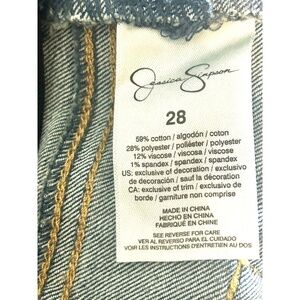 Jessica Simpson
28
59% cotton / algodón / coton
28% polyester / poliéster / polyester
12% viscose / viscosa / viscose
1% spandex / spandex / spandex
US: exclusive of decoration / exclusivo
de decoración / sauf la décoration
CA: exclusive of trim / exclusivo de
borde / garniture non comprise
MADE IN CHINA
HECHO EN CHINA
FABRIQUÉ EN CHINE
SEE REVERSE FOR CARE
VER AL REVERSO PARA EL CUIDADO
VOIR LES INSTRUCTIONS D'ENTRETIEN AU DOS